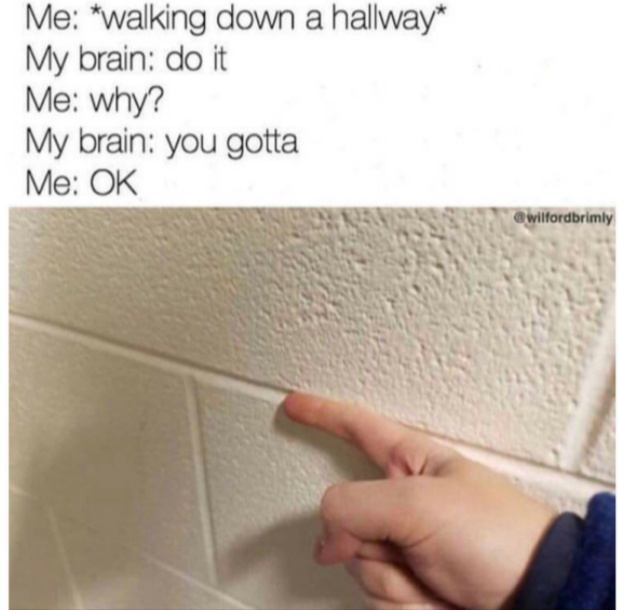 Me: *walking down a hallway*
My brain: do it
Me: why?
My brain: you gotta
Me: OK
@wilfordbrimly